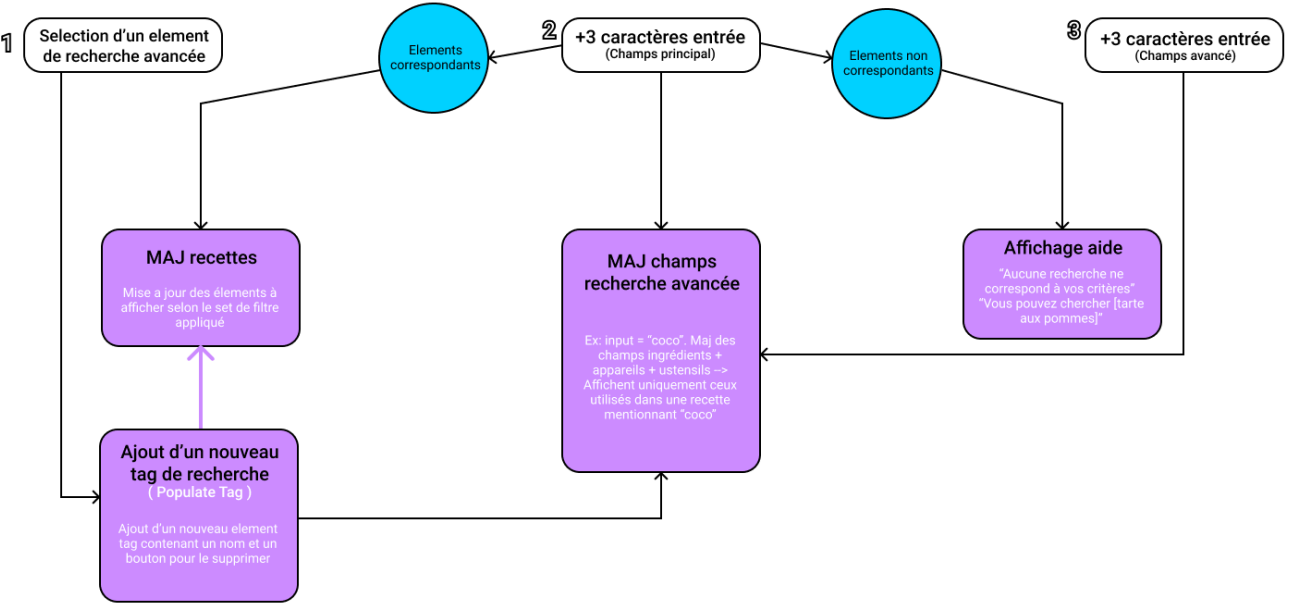 1
Selection d’un element
de recherche avancée
Elements
correspondants
2
+3 caractères entrée
(Champs principal)
Elements non
correspondants
3
+3 caractères entrée
(Champs avancé)
MAJ recettes
Mise a jour des élements à
afficher selon le set de filtre
appliqué
MAJ champs
recherche avancée
Ex: input = “coco”. Maj des
champs ingrédients +
appareils + ustensils –>
Affichent uniquement ceux
utilisés dans une recette
mentionnant “coco”
Affichage aide
“Aucune recherche ne
correspond à vos critères”
“Vous pouvez chercher [tarte
aux pommes]”
Ajout d’un nouveau
tag de recherche
( Populate Tag )
Ajout d’un nouveau element
tag contenant un nom et un
bouton pour le supprimer